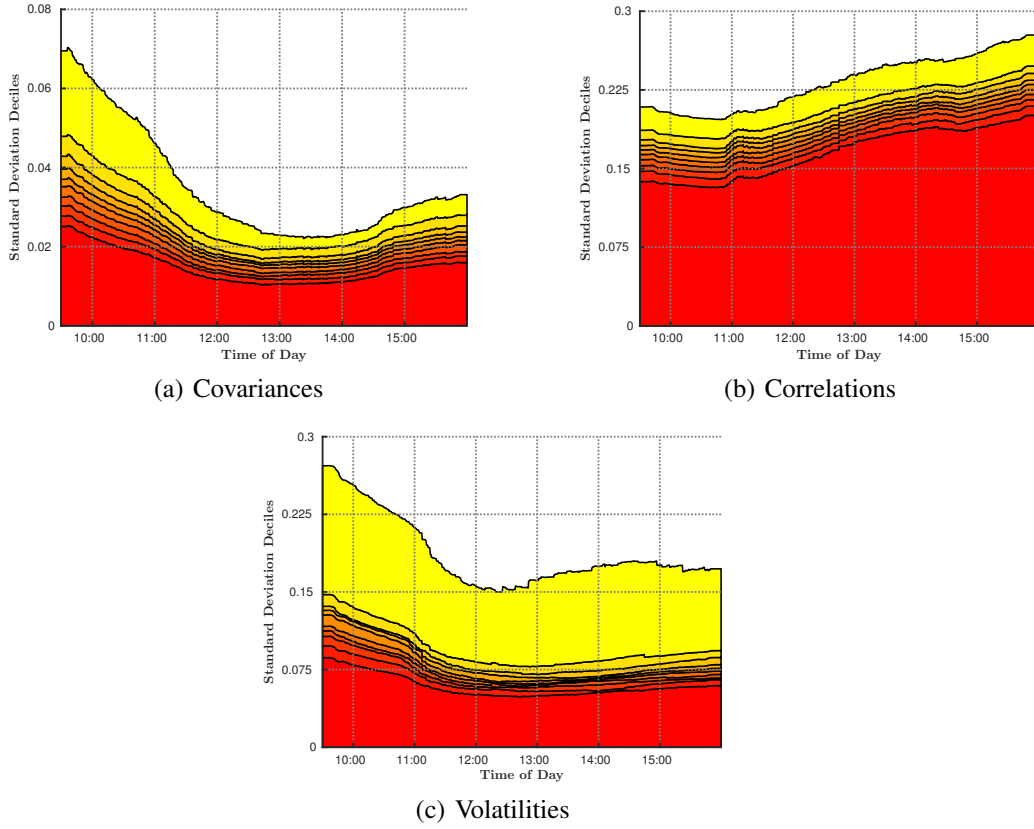 0.08
0.06
0.04
0.02
0
Standard Deviation Deciles
10:00 11:00 12:00 13:00 14:00 15:00
Time of Day
(a) Covariances
0.3
0.225
0.15
0.075
0
Standard Deviation Deciles
10:00 11:00 12:00 13:00 14:00 15:00
Time of Day
(b) Correlations
0.3
0.225
0.15
0.075
0
Standard Deviation Deciles
10:00 11:00 12:00 13:00 14:00 15:00
Time of Day
(c) Volatilities